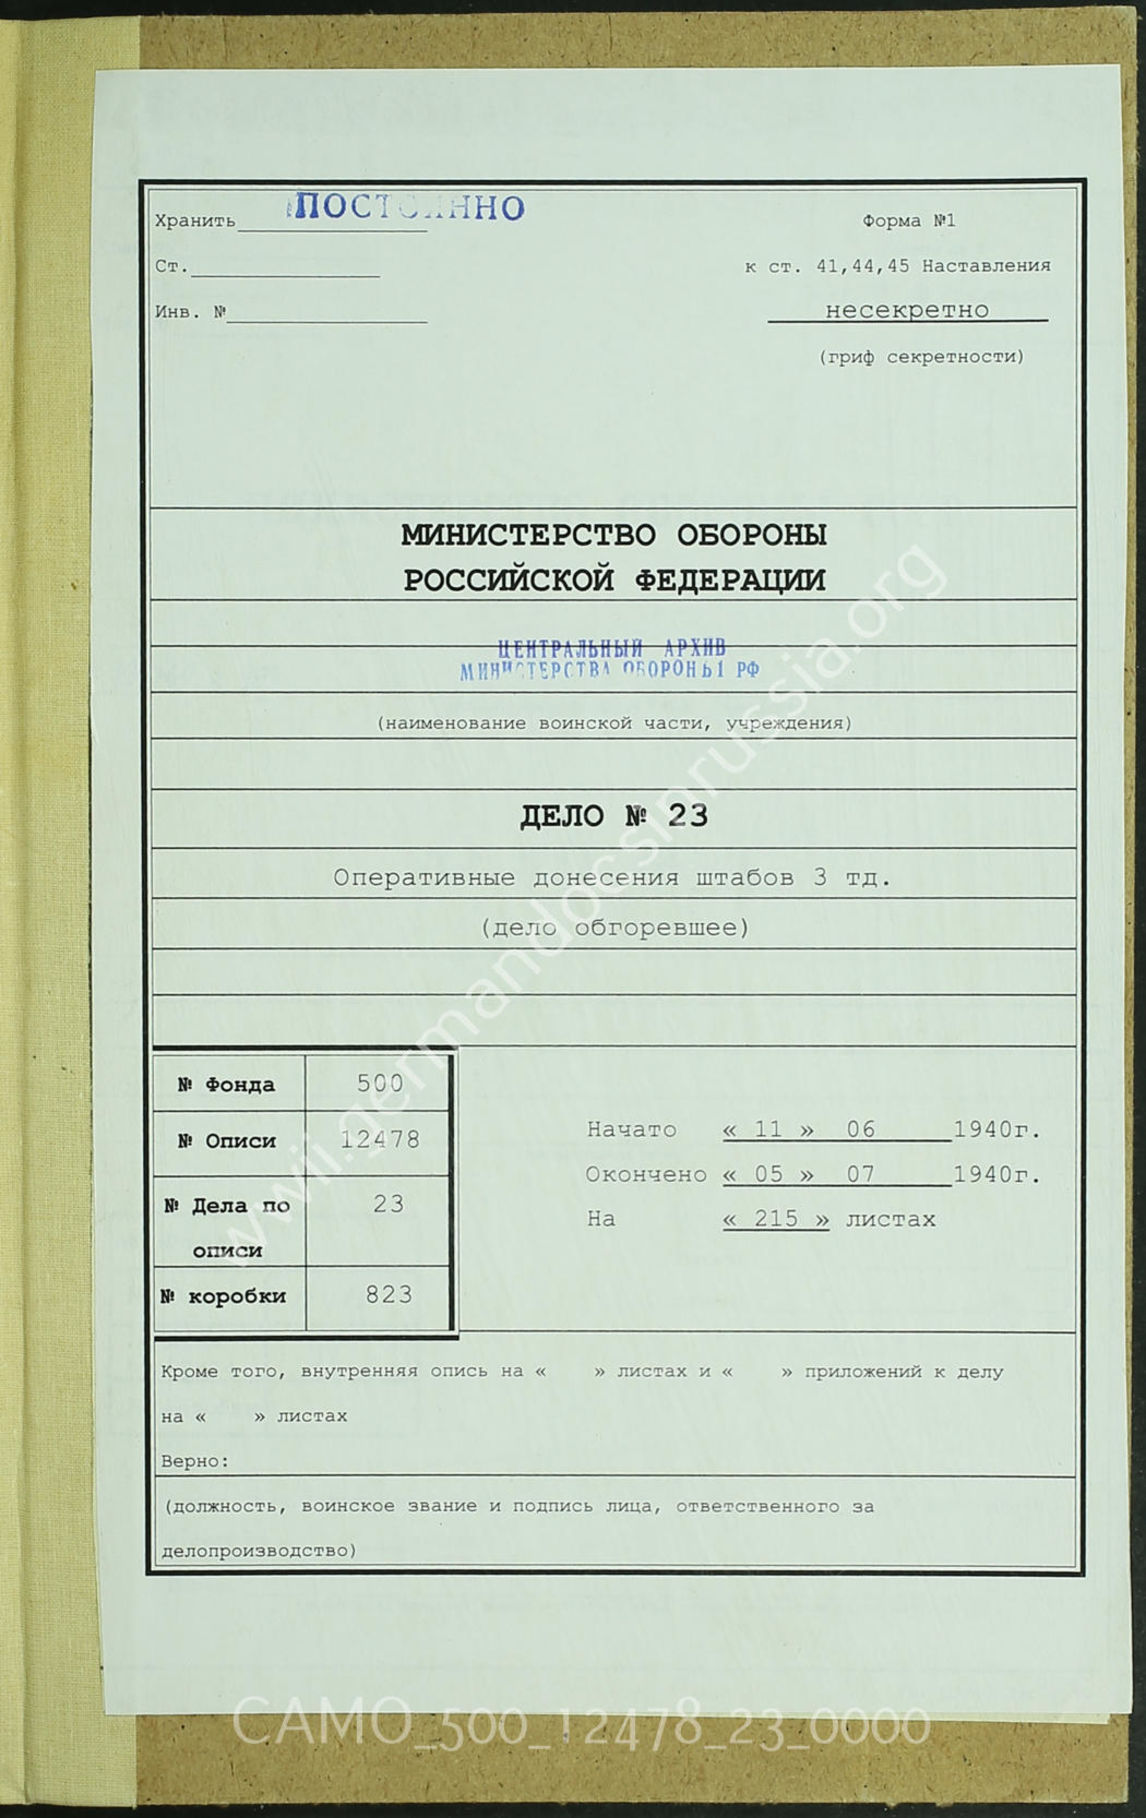 Хранить ПОСТОЯННО
Форма №1
Ст.
к ст. 41,44,45 Наставления
Инв. №
несекретно
(гриф секретности)
МИНИСТЕРСТВО ОБОРОНЫ
РОССИЙСКОЙ ФЕДЕРАЦИИ
ЦЕНТРАЛЬНЫЙ АРХИВ
МИНИСТЕРСТВА ОБОРОНЫ РФ
(наименование воинской части, учреждения)
ДЕЛО № 23
Оперативные донесения штабов 3 тд.
(дело обгоревшее)
№ Фонда 500
№ Описи 12478
№ Дела по 23
описи
№ коробки 823
Начато « 11 » 06 1940г.
Окончено « 05 » 07 1940г.
На « 215 » листах
Кроме того, внутренняя опись на « » листах и « » приложений к делу
на « » листах
Верно:
(должность, воинское звание и подпись лица, ответственного за
делопроизводство)
wwii.germandocsinrussia.org
CAMO_500_12478_23_0000